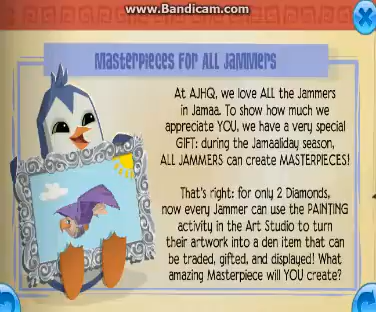 www.Bandicam.com
Masterpieces for All Jammers
At AJHQ, we love ALL the Jammers
in Jamaa. To show how much we
appreciate YOU, we have a very special
GIFT: during the Jamaaliday season,
ALL JAMMERS can create MASTERPIECES!
That's right: for only 2 Diamonds,
now every Jammer can use the PAINTING
activity in the Art Studio to turn
their artwork into a den item that can
be traded, gifted, and displayed! What
amazing Masterpiece will YOU create?